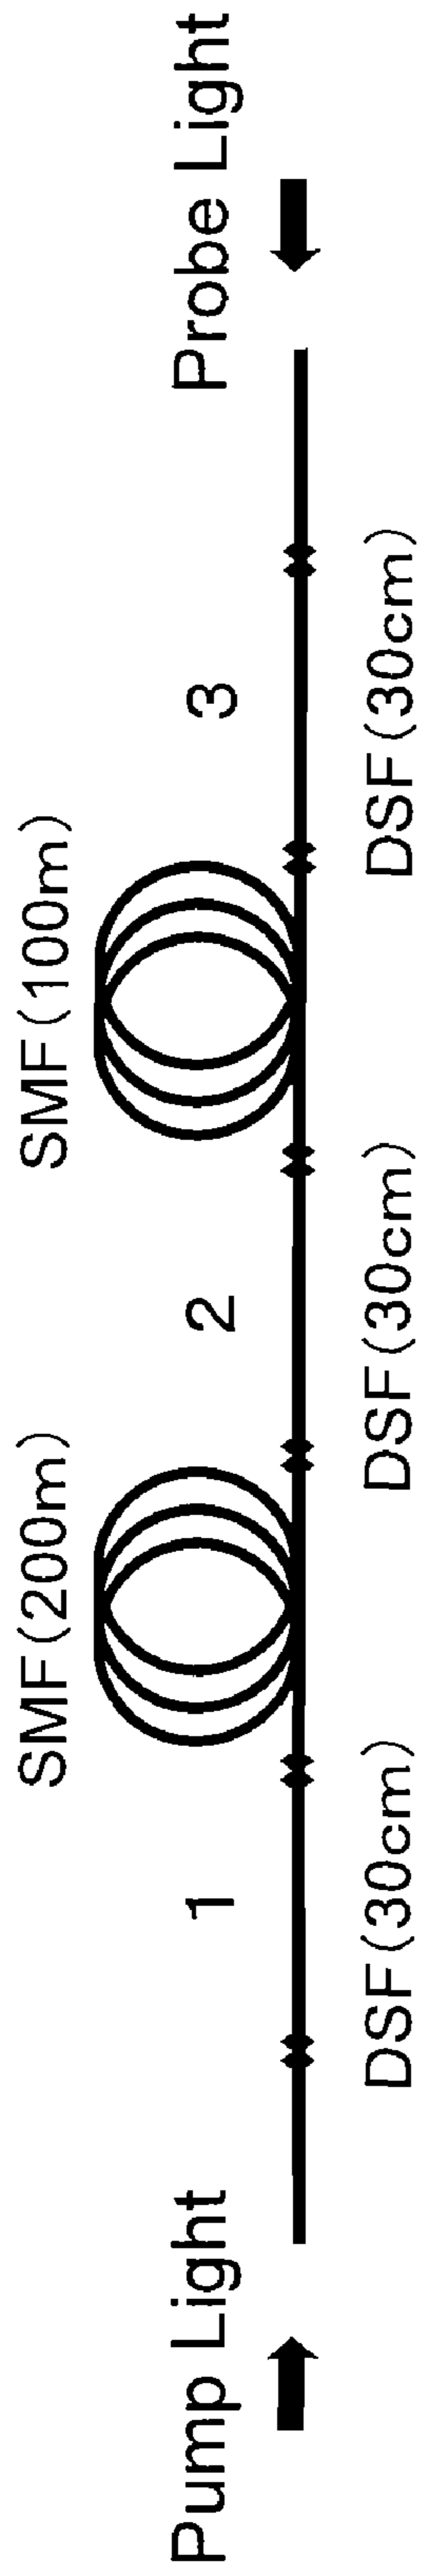 SMF(200m)
SMF(100m)
Pump Light
1
2
3
Probe Light
DSF(30cm)
DSF(30cm)
DSF(30cm)